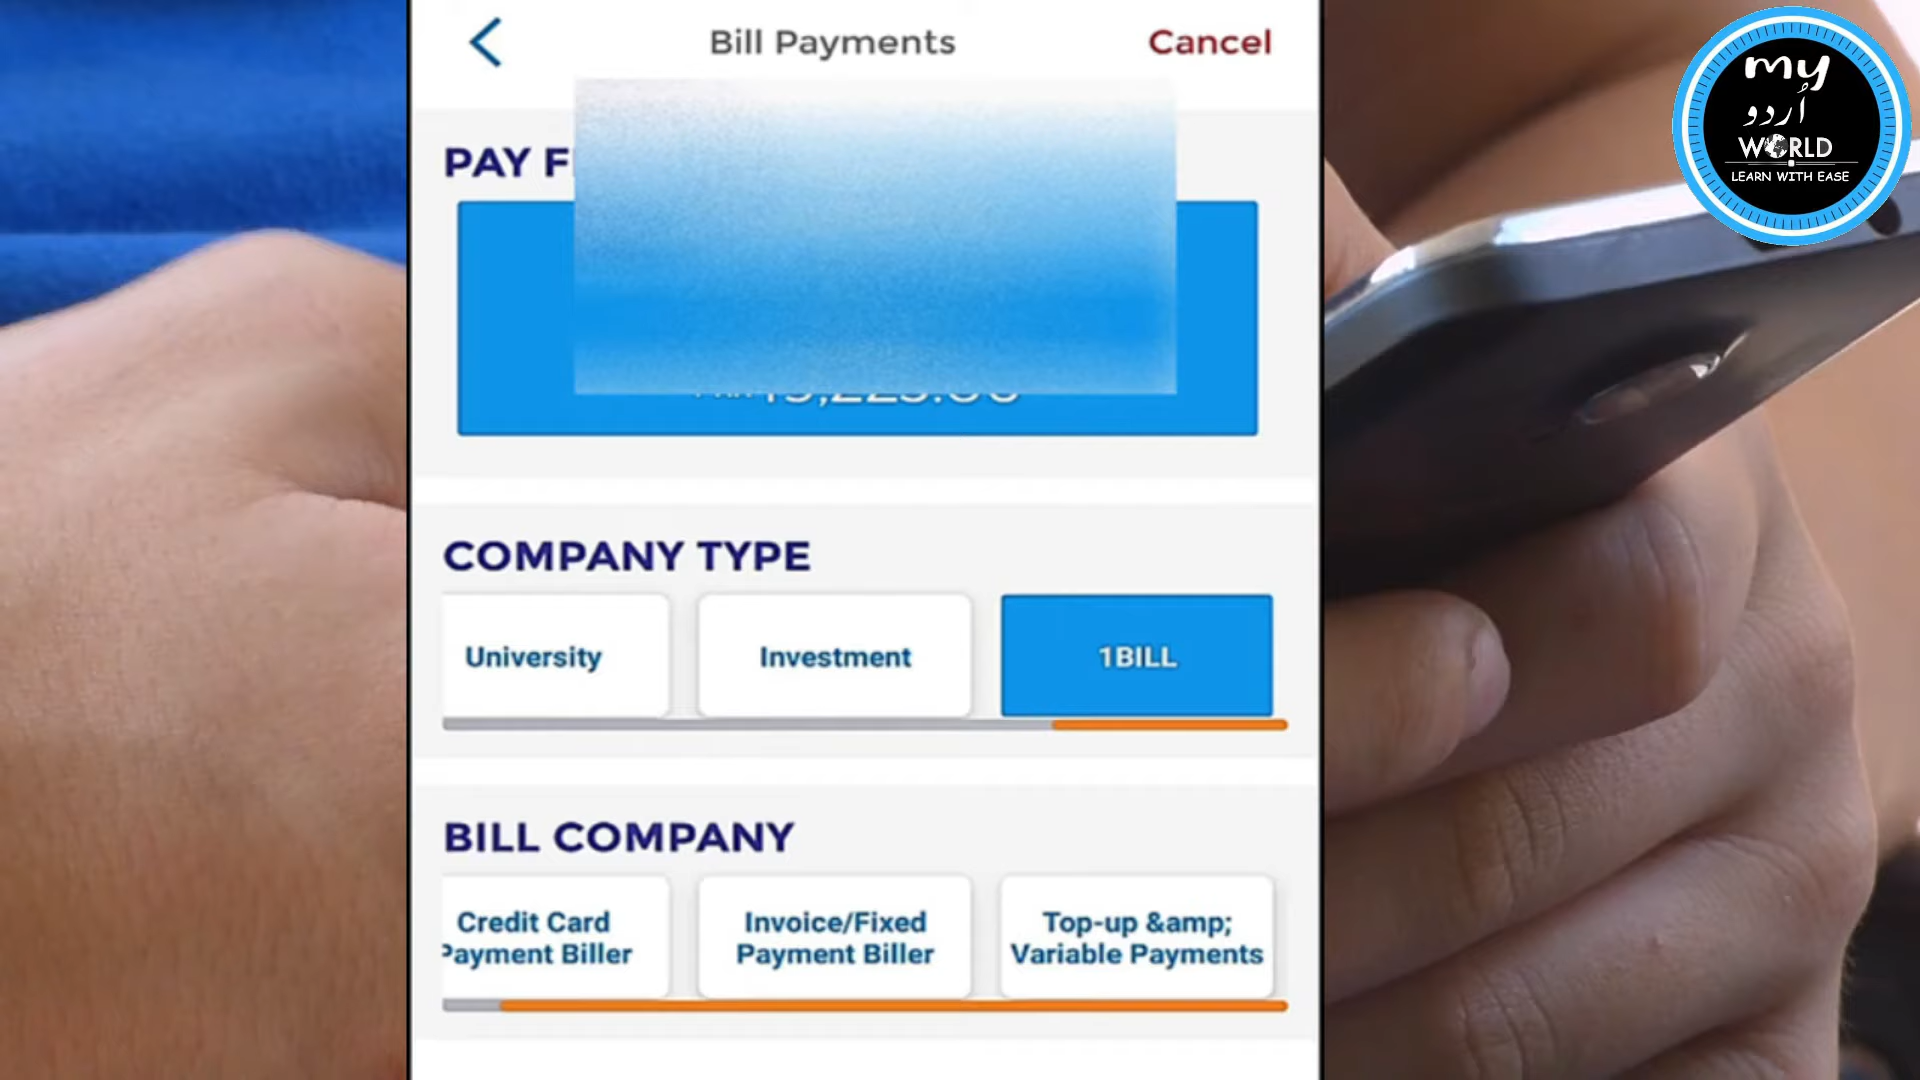 Bill Payments
Cancel
my
اُردو
WORLD
LEARN WITH EASE
PAY
COMPANY TYPE
University
Investment
1BILL
BILL COMPANY
Credit Card
Payment Biller
Invoice/Fixed
Payment Biller
Top-up &amp;
Variable Payments